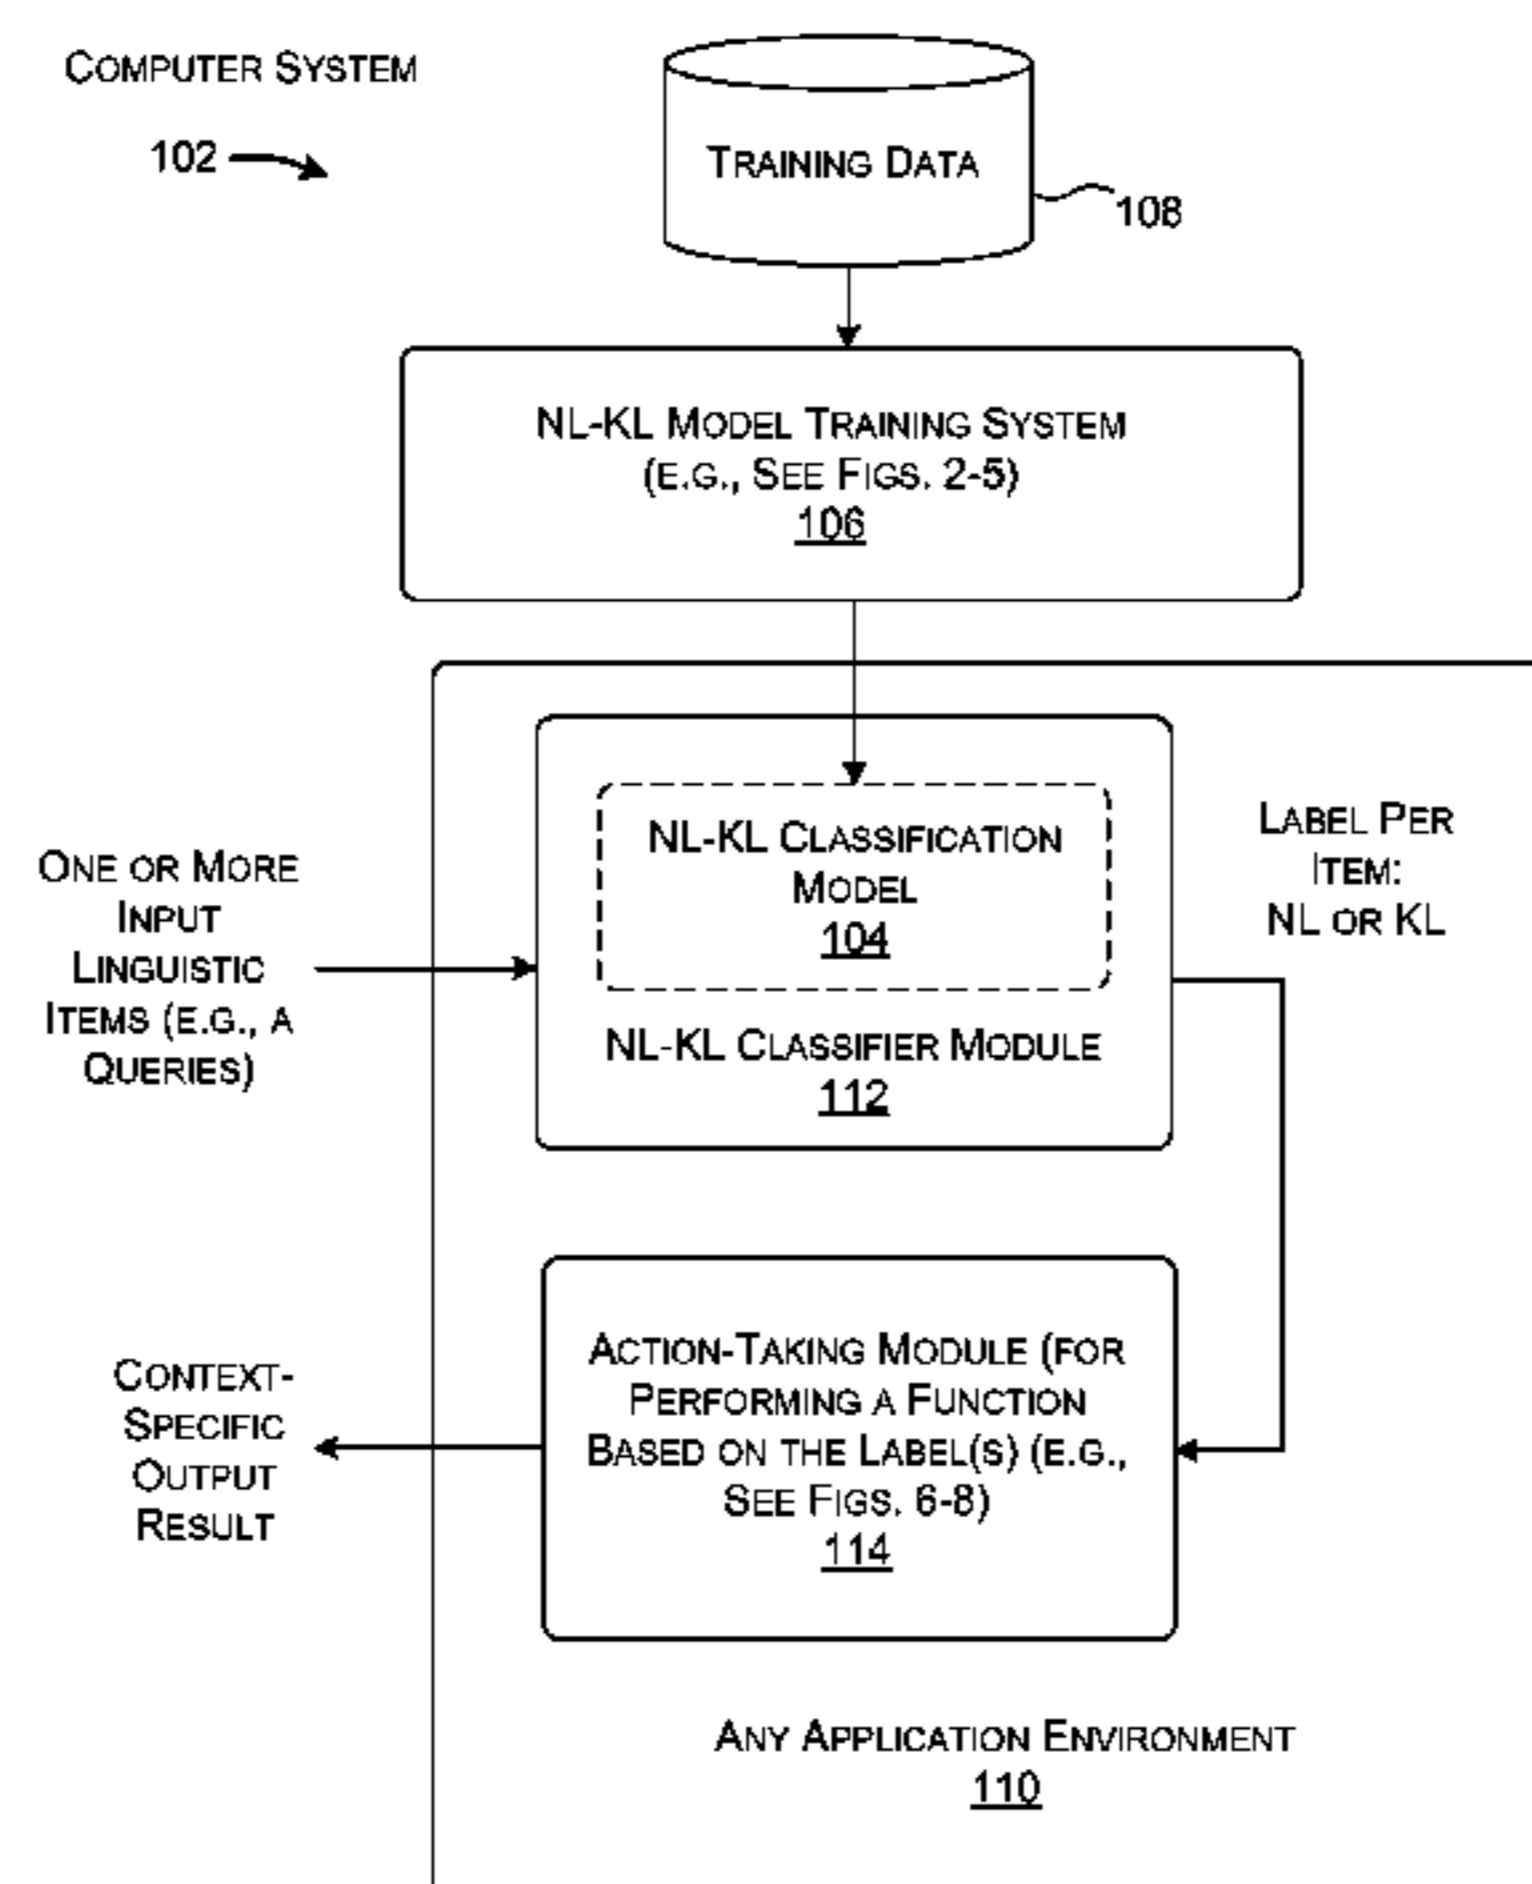 COMPUTER SYSTEM
102
TRAINING DATA
108
NL-KL MODEL TRAINING SYSTEM
(E.G., SEE FIGS. 2-5)
106
NL-KL CLASSIFICATION
MODEL
104
NL-KL CLASSIFIER MODULE
112
LABEL PER
ITEM:
NL OR KL
ONE OR MORE
INPUT
LINGUISTIC
ITEMS (E.G., A
QUERIES)
ACTION-TAKING MODULE (FOR
PERFORMING A FUNCTION
BASED ON THE LABEL(S) (E.G.,
SEE FIGS. 6-8)
114
CONTEXT-
SPECIFIC
OUTPUT
RESULT
ANY APPLICATION ENVIRONMENT
110